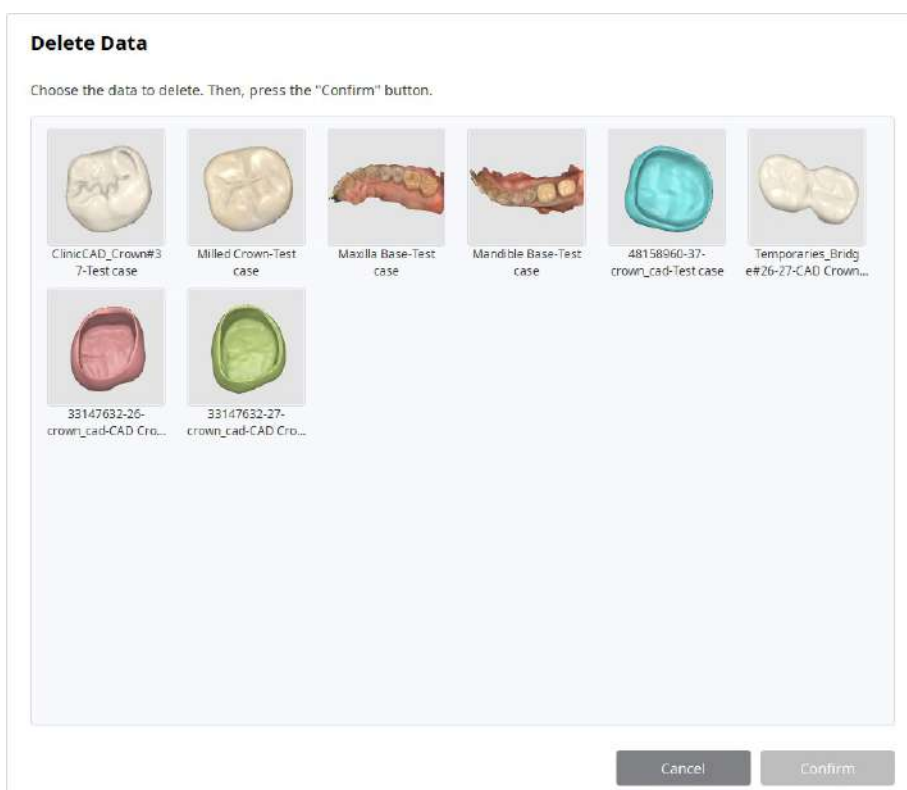 Delete Data
Choose the data to delete. Then, press the "Confirm" button.
ClinicCAD_Crown#3
7-Test case
Milled Crown-Test
case
Maxilla Base-Test
case
Mandible Base-Test
case
48158960-37-
crown_cad-Test case
Temporaries_Bridg
e#26-27-CAD Crown...
33147632-26-
crown_cad-CAD Cro...
33147632-27-
crown_cad-CAD Cro...
Cancel
Confirm